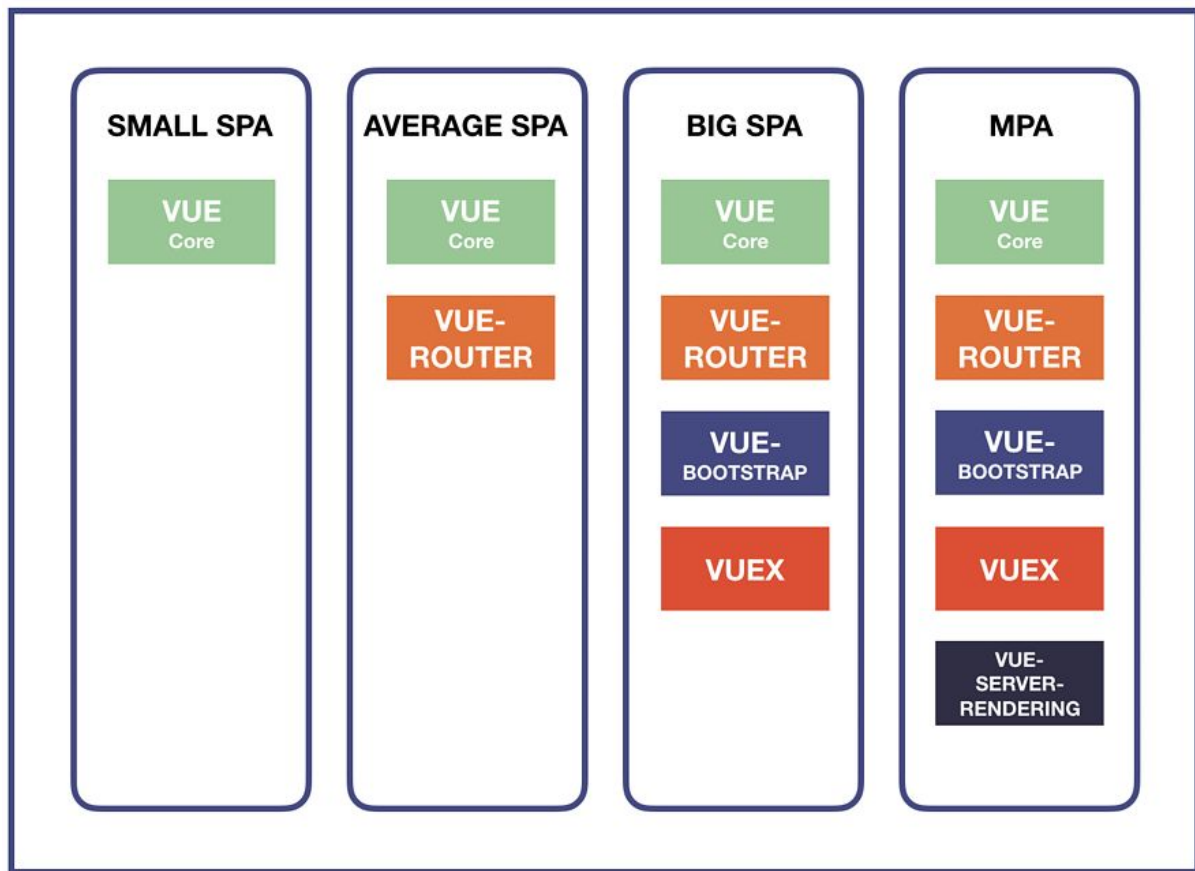 SMALL SPA
VUE
Core
AVERAGE SPA
VUE
Core
VUE-
ROUTER
BIG SPA
VUE
Core
VUE-
ROUTER
VUE-
BOOTSTRAP
VUEX
MPA
VUE
Core
VUE-
ROUTER
VUE-
BOOTSTRAP
VUEX
VUE-
SERVER-
RENDERING